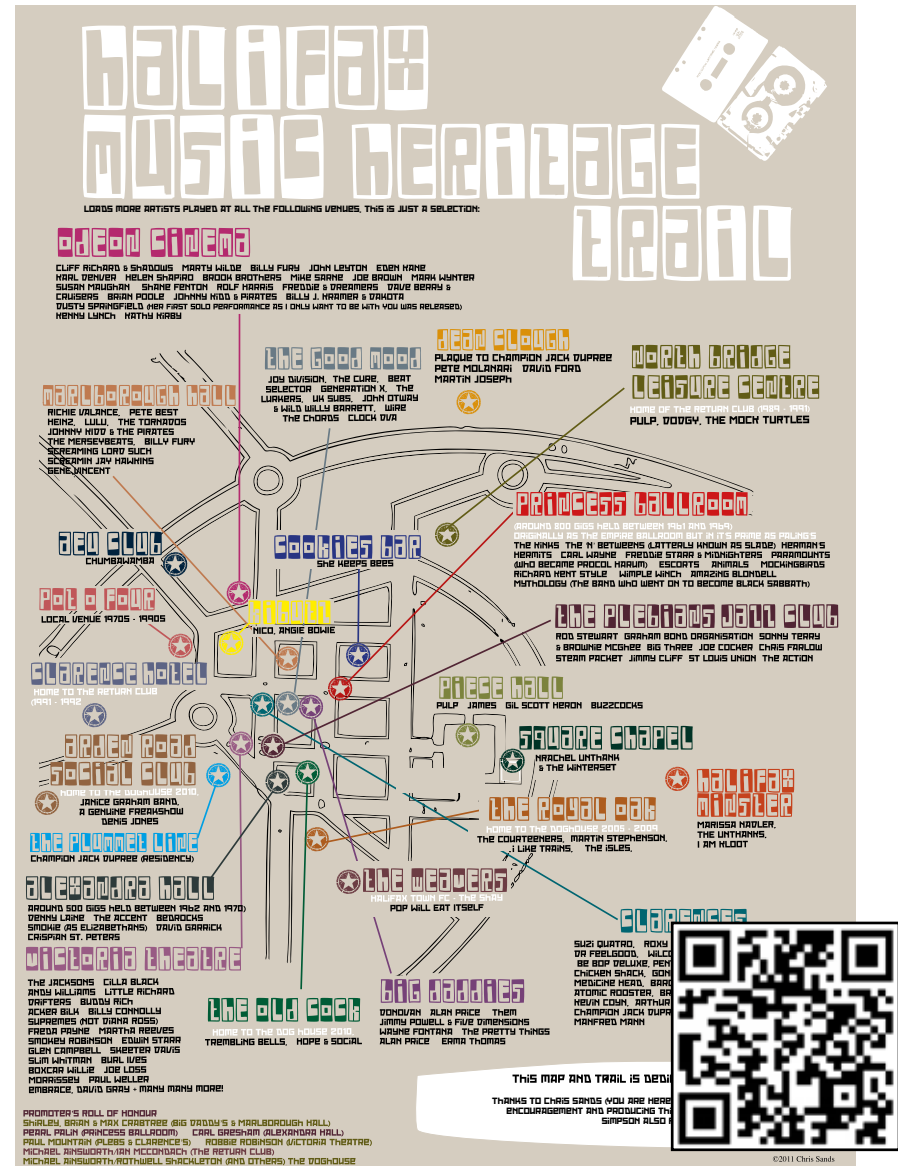 HALIFAX
MUSIC HERITAGE
TRAIL
LOADS MORE ARTISTS PLAYED AT ALL THE FOLLOWING VENUES, THIS IS JUST A SELECTION:
ODEON CINEMA
CLIFF RICHARD & SHADOWS MARTY WILDE BILLY FURY JOHN LEYTON EDEN KANE
KARL DENVER HELEN SHAPIRO BROOK BROTHERS MIKE SARNE JOE BROWN MARK WYNTER
SUSAN MAUGHAN SHANE FENTON ROLF HARRIS FREDDIE & DREAMERS DAVE BERRY &
CRUISERS BRIAN POOLE JOHNNY KIDD & PIRATES BILLY J. KRAMER & DAKOTA
DUSTY SPRINGFIELD (HER FIRST SOLO PERFORMANCE AS I ONLY WANT TO BE WITH YOU WAS RELEASED)
KENNY LYNCH KATHY KIRBY
DEAN CLOUGH
PLAQUE TO CHAMPION JACK DUPREE
PETE MOLANARI DAVID FORD
MARTIN JOSEPH
THE GOOD MOOD
JOY DIVISION, THE CURE, BEAT
SELECTOR GENERATION X, THE
LURKERS, UK SUBS, JOHN OTWAY
& WILD WILLY BARRETT, WIRE
THE CHORDS CLOCK DVA
NORTH BRIDGE
LEISURE CENTRE
HOME OF THE RETURN CLUB (1989 - 1991)
PULP, DODGY, THE MOCK TURTLES
MARLBOROUGH HALL
RICHIE VALANCE, PETE BEST
HEINZ, LULU, THE TORNADOS
JOHNNY KIDD & THE PIRATES
THE MERSEYBEATS, BILLY FURY
SCREAMING LORD SUCH
SCREAMIN JAY HAWKINS
GENE VINCENT
PRINCESS BALLROOM
(AROUND 800 GIGS HELD BETWEEN 1961 AND 1969)
ORIGINALLY AS THE EMPIRE BALLROOM BUT IN IT'S PRIME AS PALING'S
THE KINKS THE 'N' BETWEENS (LATTERLY KNOWN AS SLADE) HERMAN'S
HERMITS CARL WAYNE FREDDIE STARR & MIDNIGHTERS PARAMOUNTS
(WHO BECAME PROCOL HARUM) ESCORTS ANIMALS MOCKINGBIRDS
RICHARD KENT STYLE WIMPLE WINCH AMAZING BLONDELL
MYTHOLOGY (THE BAND WHO WENT ON TO BECOME BLACK SABBATH)
AEU CLUB
CHUMBAWAMBA
COOKIES BAR
SHE KEEPS BEES
POT O FOUR
LOCAL VENUE 1970S - 1990S
NICO, ANGIE BOWIE
THE PLEBIANS JAZZ CLUB
ROD STEWART GRAHAM BOND ORGANISATION SONNY TERRY
& BROWNIE MCGHEE BIG THREE JOE COCKER CHRIS FARLOW
STEAM PACKET JIMMY CLIFF ST LOUIS UNION THE ACTION
CLARENCE HOTEL
HOME TO THE RETURN CLUB
(1991 - 1992
PIECE HALL
PULP JAMES GIL SCOTT HERON BUZZCOCKS
ARDEN ROAD
SOCIAL CLUB
HOME TO THE DOGHOUSE 2010,
JANICE GRAHAM BAND,
A GENUINE FREAKSHOW
DENIS JONES
SQUARE CHAPEL
NRACHEL UNTHANK
& THE WINTERSET
HALIFAX
MINSTER
MARISSA NADLER,
THE UNTHANKS,
I AM KLOOT
THE ROYAL OAK
HOME TO THE DOGHOUSE 2006 - 2009
THE COURTEENERS, MARTIN STEPHENSON,
I LIKE TRAINS, THE ISLES,
THE PLUMMET LINE
CHAMPION JACK DUPREE (RESIDENCY)
ALEXANDRA HALL
AROUND 500 GIGS HELD BETWEEN 1962 AND 1970)
DENNY LAINE THE ACCENT BEDROCKS
SMOKIE (AS ELIZABETHANS) DAVID GARRICK
CRISPIAN ST. PETERS
THE WEAVERS
HALIFAX TOWN FC - THE SHAY
POP WILL EAT ITSELF
CLARENCES
SUZI QUATRO, ROXY
DR FEELGOOD, WILCO
BE BOP DELUXE, PEN
CHICKEN SHACK, GON
MEDICINE HEAD, BAR
ATOMIC ROOSTER, BR
KEVIN COYN, ARTHUR
CHAMPION JACK DUPR
MANFRED MANN
VICTORIA THEATRE
THE JACKSONS CILLA BLACK
ANDY WILLIAMS LITTLE RICHARD
DRIFTERS BUDDY RICH
ACKER BILK BILLY CONNOLLY
SUPREMES (NOT DIANA ROSS)
FREDA PAYNE MARTHA REEVES
SMOKEY ROBINSON EDWIN STARR
GLEN CAMPBELL SKEETER DAVIS
SLIM WHITMAN BURL IVES
BOXCAR WILLIE JOE LOSS
MORRISSEY PAUL WELLER
EMBRACE, DAVID GRAY + MANY MANY MORE!
THE OLD COCK
HOME TO THE DOG HOUSE 2010,
TREMBLING BELLS, HOPE & SOCIAL
BIG DADDIES
DONOVAN ALAN PRICE THEM
JIMMY POWELL & FIVE DIMENSIONS
WAYNE FONTANA THE PRETTY THINGS
ALAN PRICE ERMA THOMAS
THIS MAP AND TRAIL IS DEDI
THANKS TO CHRIS SANDS (YOU ARE HERE
ENCOURAGEMENT AND PRODUCING TH
SIMPSON ALSO
PROMOTER'S ROLL OF HONOUR
SHIRLEY, BRIAN & MAX CRABTREE (BIG DADDY'S & MARLBOROUGH HALL)
PEARL PALIN (PRINCESS BALLROOM) CARL GRESHAM (ALEXANDRA HALL)
PAUL MOUNTAIN (PLEBS & CLARENCE'S) ROBBIE ROBINSON (VICTORIA THEATRE)
MICHAEL AINSWORTH/IAN MCCONDACH (THE RETURN CLUB)
MICHAEL AINSWORTH/ROTHWELL SHACKLETON (AND OTHERS) THE DOGHOUSE
©2011 Chris Sands